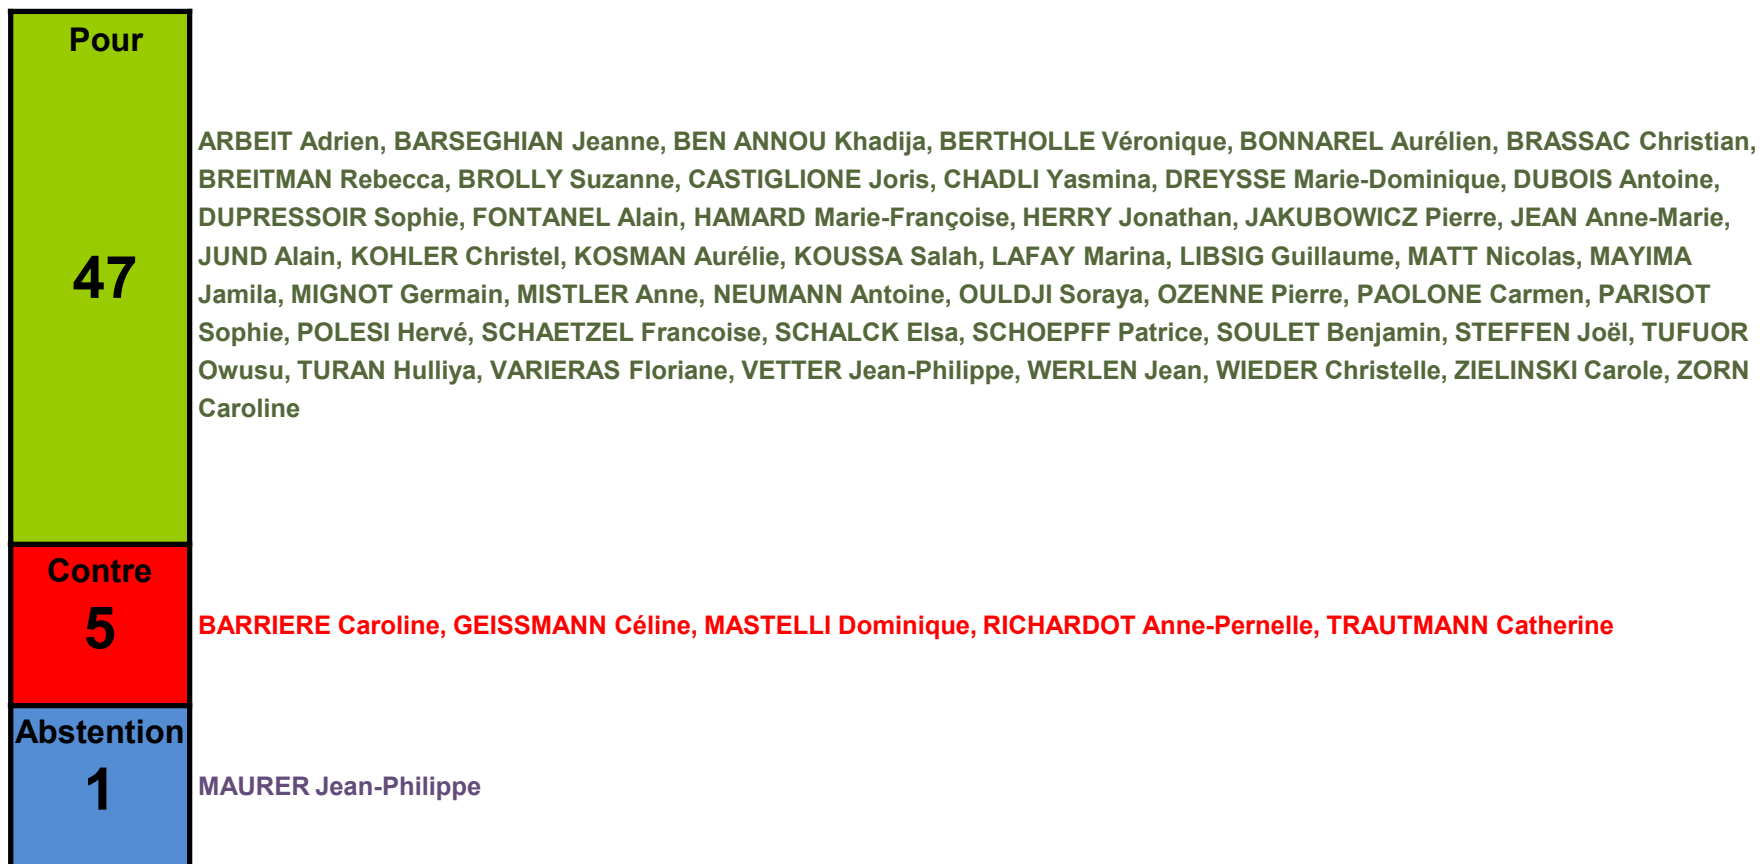 Pour
47
ARBEIT Adrien, BARSEGHIAN Jeanne, BEN ANNOU Khadija, BERTHOLLE Véronique, BONNAREL Aurélien, BRASSAC Christian,
BREITMAN Rebecca, BROLLY Suzanne, CASTIGLIONE Joris, CHADLI Yasmina, DREYSSE Marie-Dominique, DUBOIS Antoine,
DUPRESSOIR Sophie, FONTANEL Alain, HAMARD Marie-Françoise, HERRY Jonathan, JAKUBOWICZ Pierre, JEAN Anne-Marie,
JUND Alain, KOHLER Christel, KOSMAN Aurélie, KOUSSA Salah, LAFAY Marina, LIBSIG Guillaume, MATT Nicolas, MAYIMA
Jamila, MIGNOT Germain, MISTLER Anne, NEUMANN Antoine, OULDJI Soraya, OZENNE Pierre, PAOLONE Carmen, PARISOT
Sophie, POLESI Hervé, SCHAETZEL Francoise, SCHALCK Elsa, SCHOEPFF Patrice, SOULET Benjamin, STEFFEN Joël, TUFUOR
Owusu, TURAN Hulliya, VARIERAS Floriane, VETTER Jean-Philippe, WERLEN Jean, WIEDER Christelle, ZIELINSKI Carole, ZORN
Caroline
Contre
5
BARRIERE Caroline, GEISSMANN Céline, MASTELLI Dominique, RICHARDOT Anne-Pernelle, TRAUTMANN Catherine
Abstention
1
MAURER Jean-Philippe